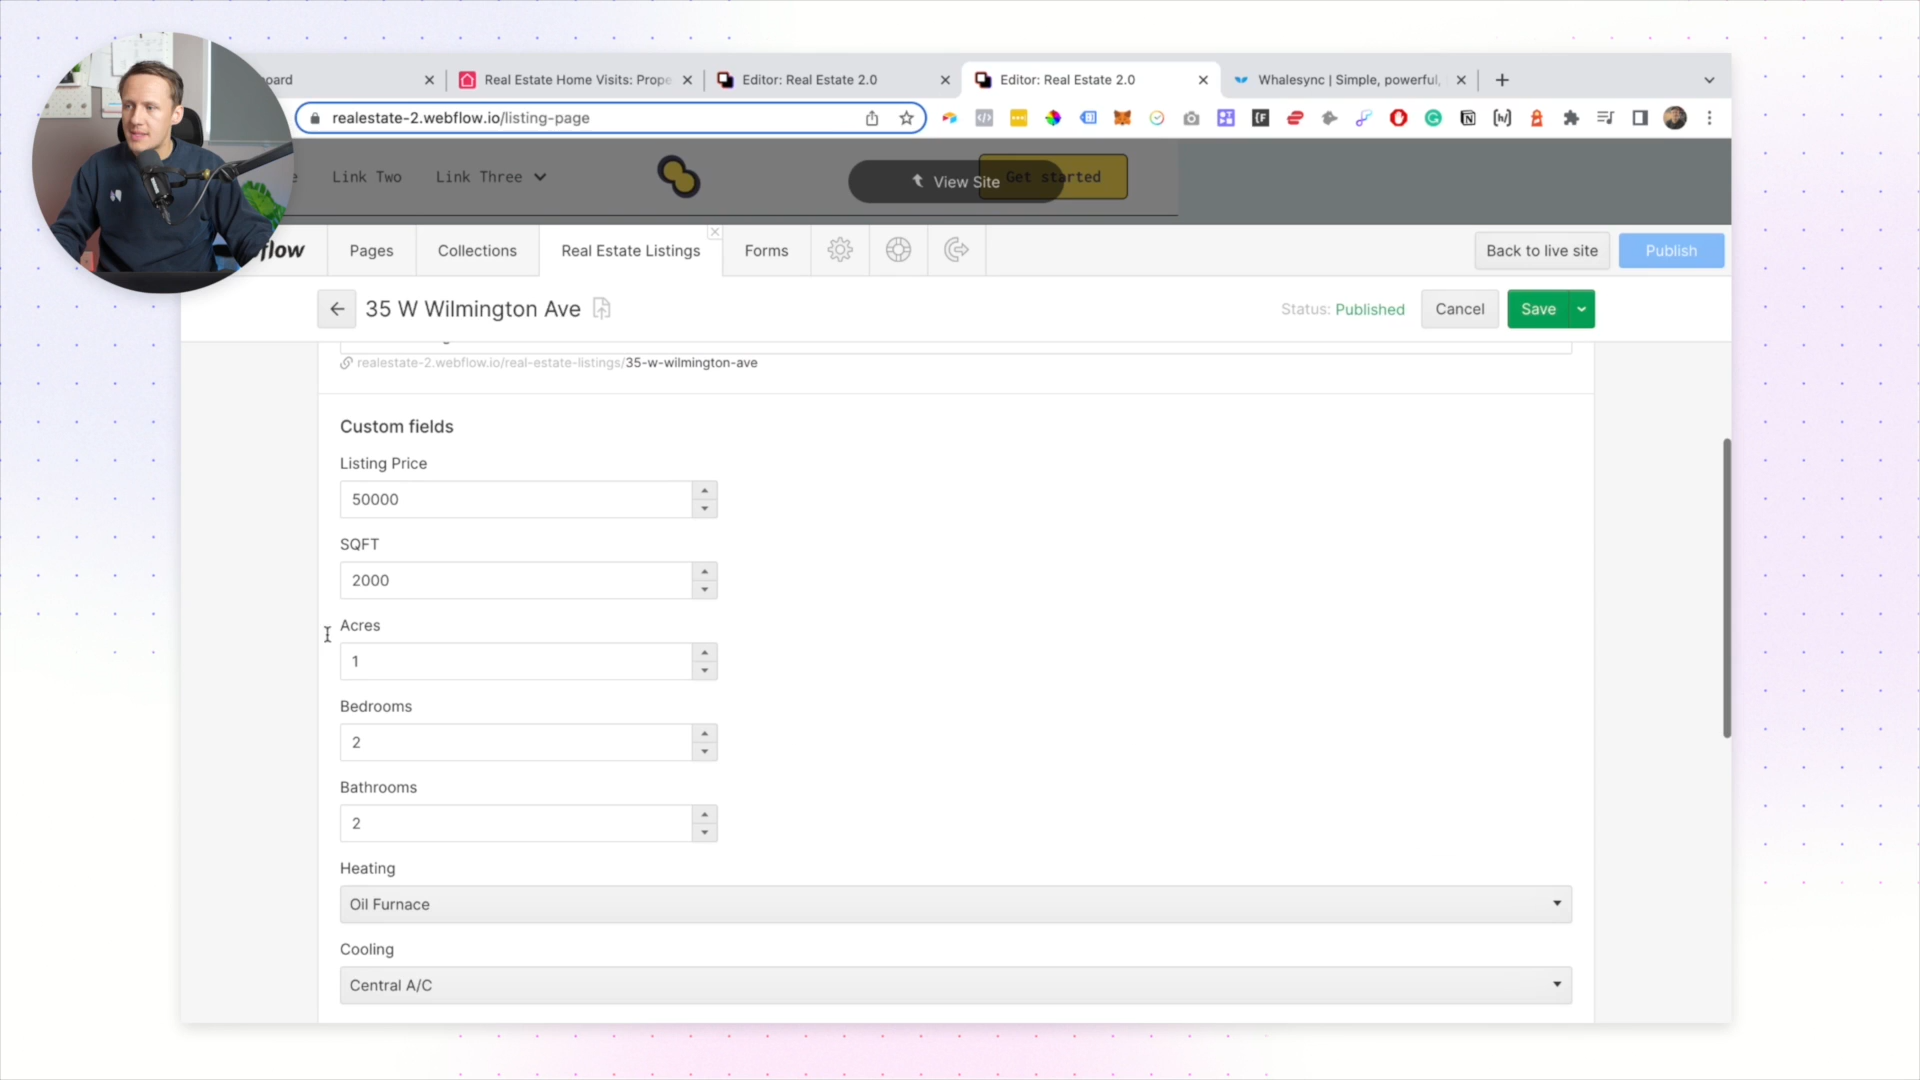 oard
Real Estate Home Visits: Prope
Editor: Real Estate 2.0
Editor: Real Estate 2.0
Whalesync | Simple, powerful,
realestate-2.webflow.io/listing-page
Link Two
Link Three
View Site
Get started
flow
Pages
Collections
Real Estate Listings
Forms
Back to live site
Publish
35 W Wilmington Ave
Status: Published
Cancel
Save
realestate-2.webflow.io/real-estate-listings/35-w-wilmington-ave
Custom fields
Listing Price
50000
SQFT
2000
Acres
1
Bedrooms
2
Bathrooms
2
Heating
Oil Furnace
Cooling
Central A/C